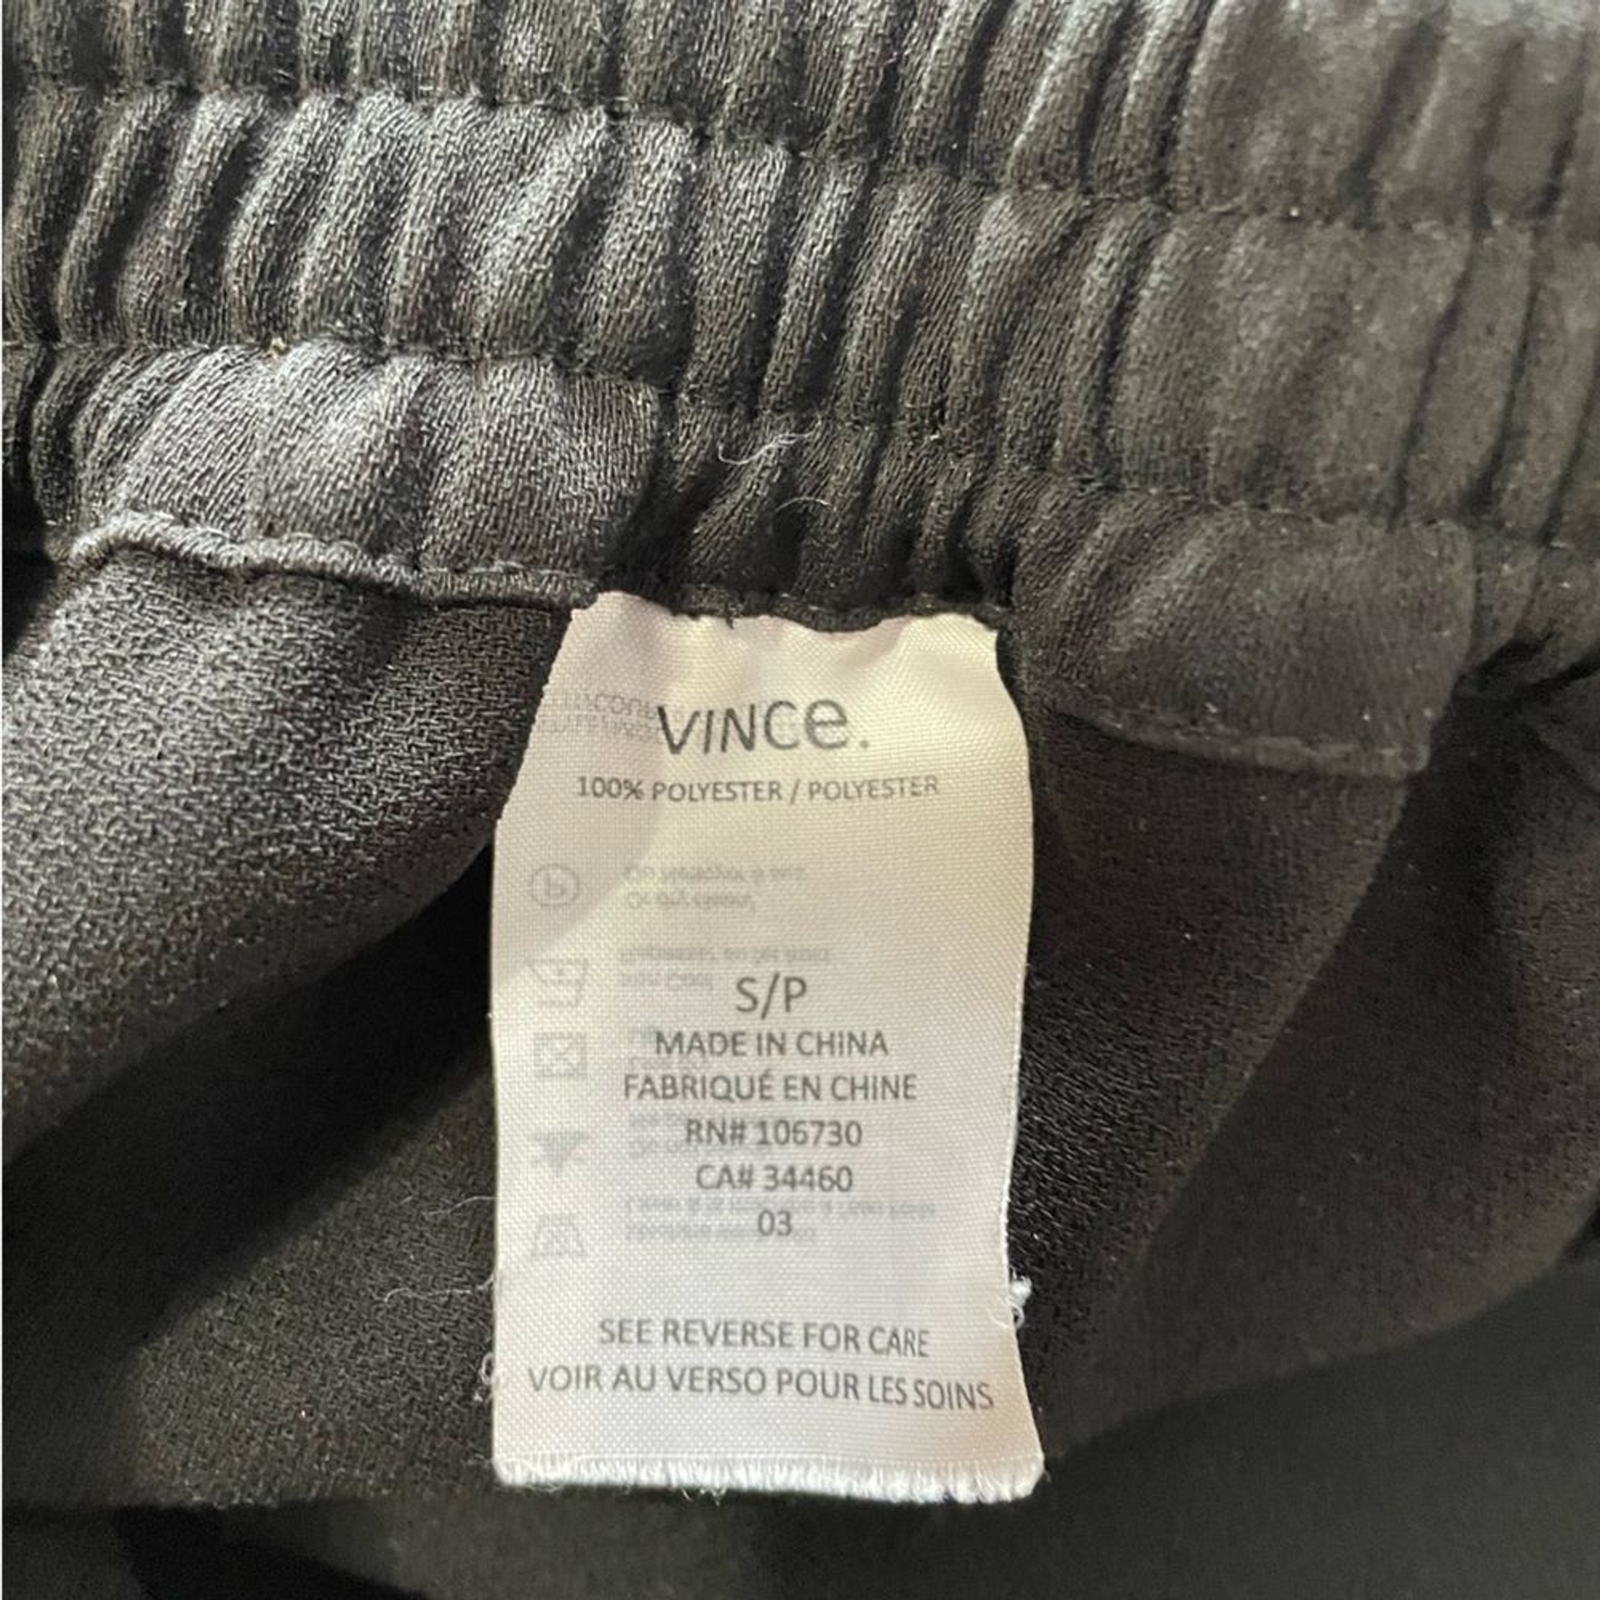 VINCe.
100% POLYESTER / POLYESTER
S/P
MADE IN CHINA
FABRIQUÉ EN CHINE
RN# 106730
CA# 34460
03
SEE REVERSE FOR CARE
VOIR AU VERSO POUR LES SOINS